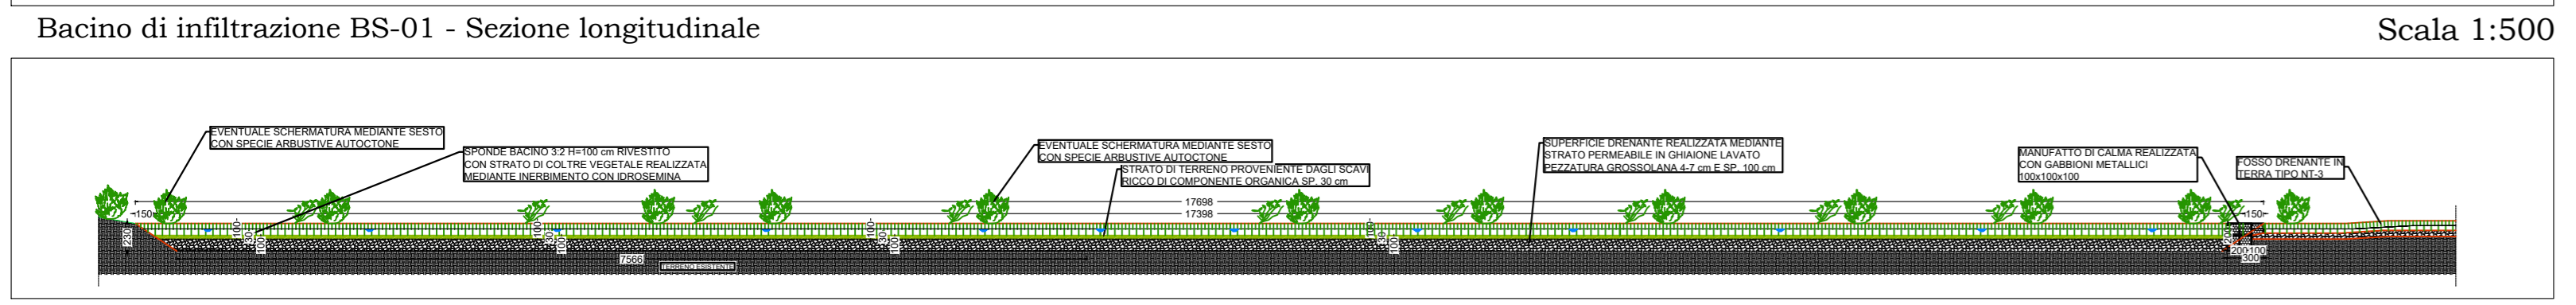 Bacino di infiltrazione BS-01 - Sezione longitudinale
Scala 1:500
EVENTUALE SCHERMATURA MEDIANTE SESTO
CON SPECIE ARBUSTIVE AUTOCTONE
SPONDE BACINO 3:2 H=100 cm RIVESTITO
CON STRATO DI COLTRE VEGETALE REALIZZATA
MEDIANTE INERBIMENTO CON IDROSEMINA
EVENTUALE SCHERMATURA MEDIANTE SESTO
CON SPECIE ARBUSTIVE AUTOCTONE
STRATO DI TERRENO PROVENIENTE DAGLI SCAVI
RICCO DI COMPONENTE ORGANICA SP. 30 cm
SUPERFICIE DRENANTE REALIZZATA MEDIANTE
STRATO PERMEABILE IN GHIAIONE LAVATO
PEZZATURA GROSSOLANA 4-7 cm E SP. 100 cm
MANUFATTO DI CALMA REALIZZATA
CON GABBIONI METALLICI
100x100x100
FOSSO DRENANTE IN
TERRA TIPO NT-3
17698
150
17398
150
230
100
30
100
100
30
100
100
30
100
100
30
100
200
200
100
300
7566
TERRENO ESISTENTE